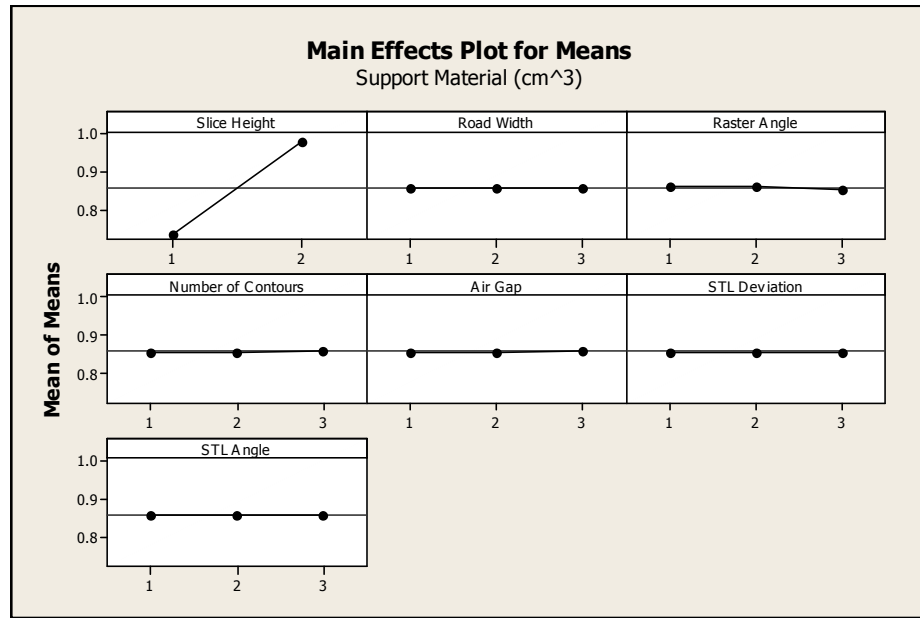 Main Effects Plot for Means
Support Material (cm^3)
Mean of Means
Slice Height Road Width Raster Angle
1.0
0.9
0.8
1 2 1 2 3 1 2 3
Number of Contours Air Gap STL Deviation
1.0
0.9
0.8
1 2 3 1 2 3 1 2 3
STL Angle
1.0
0.9
0.8
1 2 3